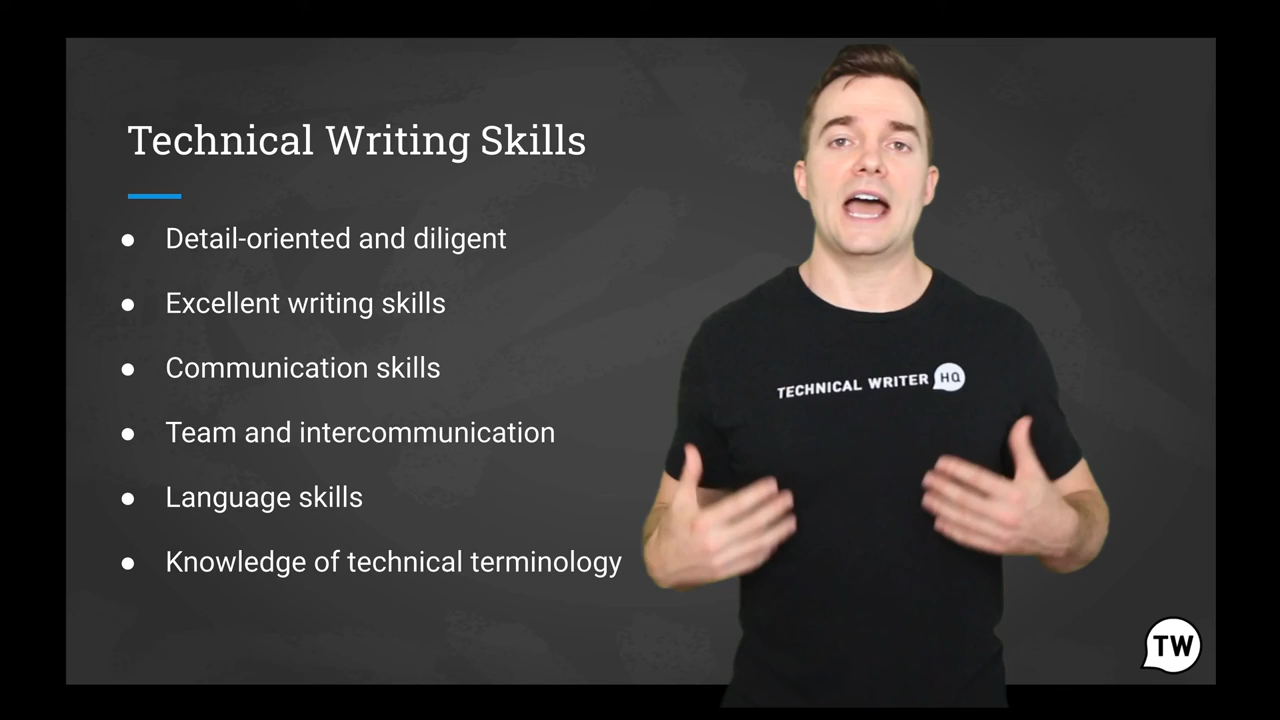 Technical Writing Skills
● Detail-oriented and diligent
● Excellent writing skills
● Communication skills
● Team and intercommunication
● Language skills
● Knowledge of technical terminology
TECHNICAL WRITER HQ
TW